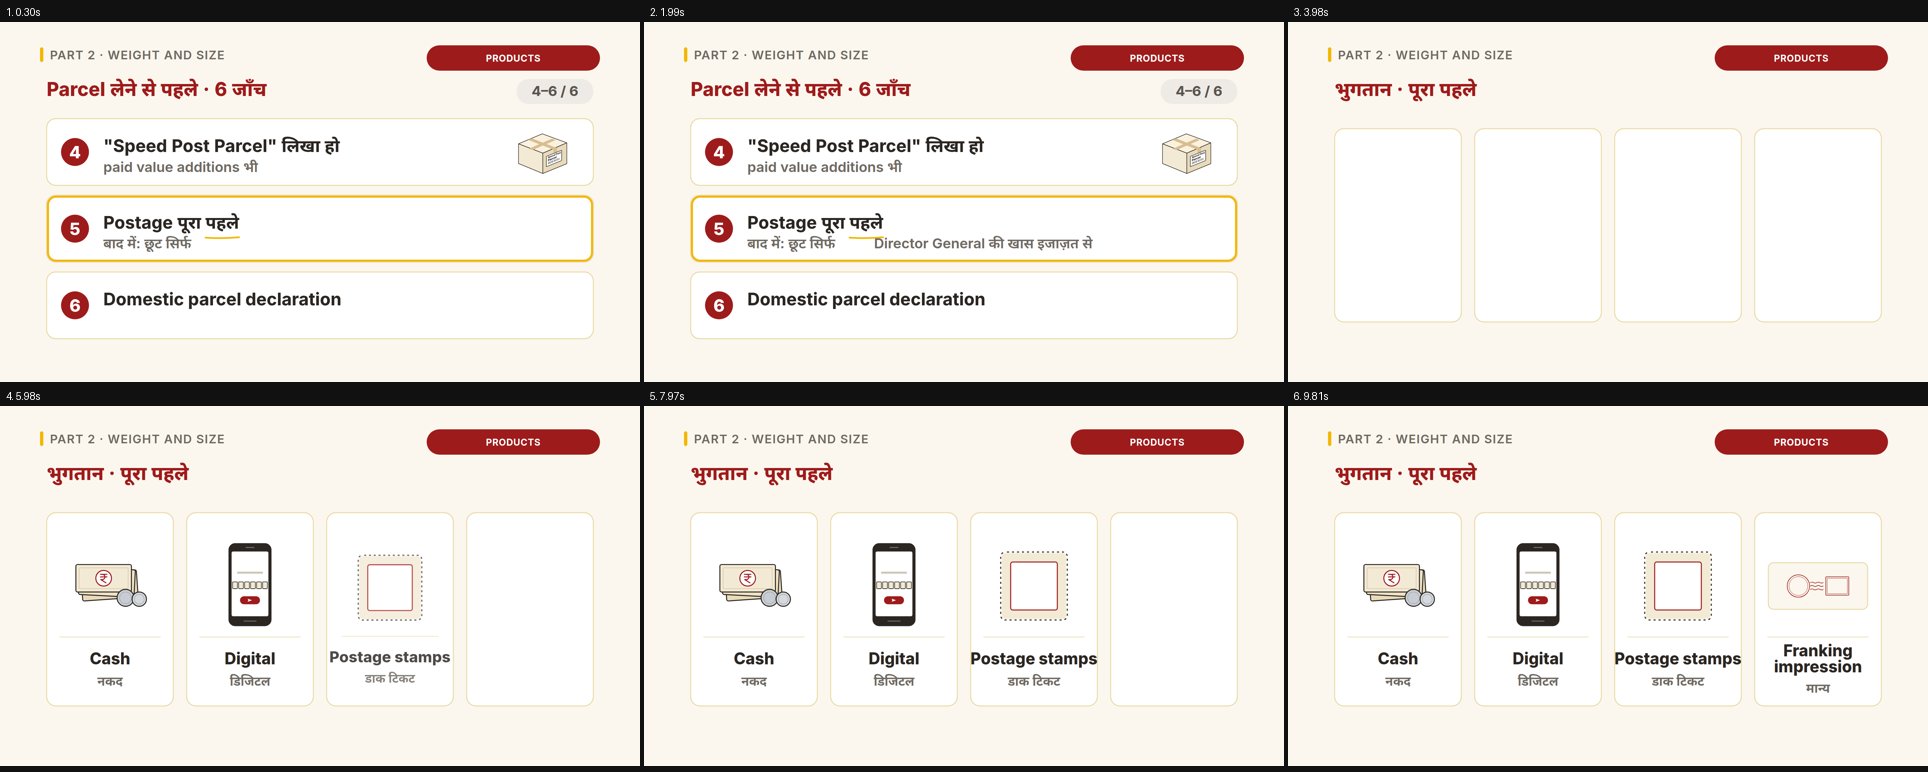 1. 0.30s
PART 2 · WEIGHT AND SIZE
PRODUCTS
Parcel लेने से पहले · 6 जाँच
4–6 / 6
4
"Speed Post Parcel" लिखा हो
paid value additions भी
5
Postage पूरा पहले
बाद में: छूट सिर्फ
6
Domestic parcel declaration
2. 1.99s
PART 2 · WEIGHT AND SIZE
PRODUCTS
Parcel लेने से पहले · 6 जाँच
4–6 / 6
4
"Speed Post Parcel" लिखा हो
paid value additions भी
5
Postage पूरा पहले
बाद में: छूट सिर्फ Director General की खास इजाज़त से
6
Domestic parcel declaration
3. 3.98s
PART 2 · WEIGHT AND SIZE
PRODUCTS
भुगतान · पूरा पहले
4. 5.98s
PART 2 · WEIGHT AND SIZE
PRODUCTS
भुगतान · पूरा पहले
₹
Cash
नकद
Digital
डिजिटल
Postage stamps
डाक टिकट
5. 7.97s
PART 2 · WEIGHT AND SIZE
PRODUCTS
भुगतान · पूरा पहले
₹
Cash
नकद
Digital
डिजिटल
Postage stamps
डाक टिकट
6. 9.81s
PART 2 · WEIGHT AND SIZE
PRODUCTS
भुगतान · पूरा पहले
₹
Cash
नकद
Digital
डिजिटल
Postage stamps
डाक टिकट
Franking
impression
मान्य